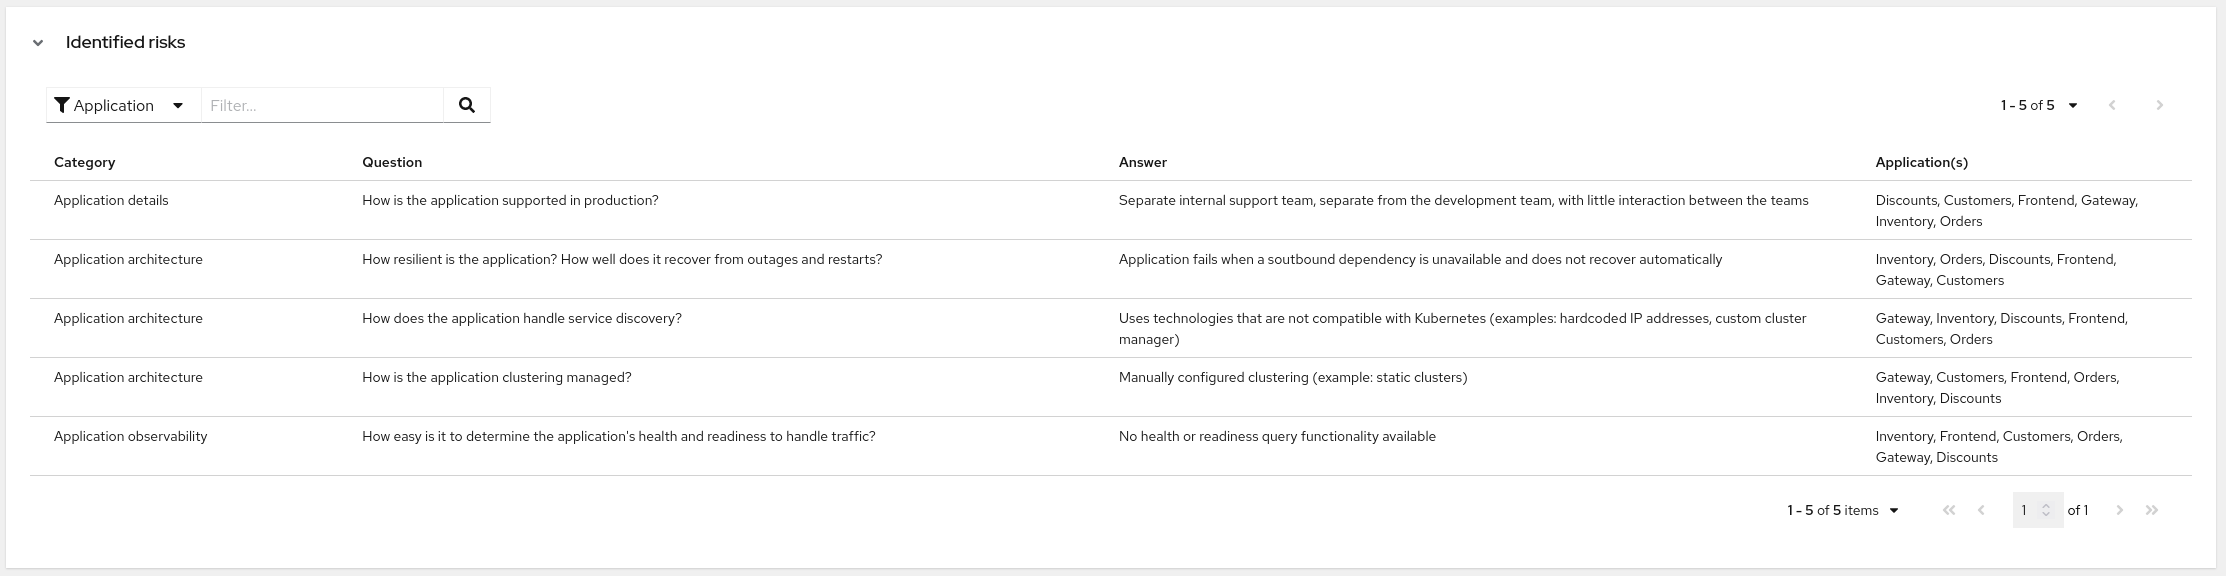 Identified risks
Application Filter... 1 - 5 of 5
Category Question Answer Application(s)
Application details How is the application supported in production? Separate internal support team, separate from the development team, with little interaction between the teams Discounts, Customers, Frontend, Gateway,
Inventory, Orders
Application architecture How resilient is the application? How well does it recover from outages and restarts? Application fails when a soutbound dependency is unavailable and does not recover automatically Inventory, Orders, Discounts, Frontend,
Gateway, Customers
Application architecture How does the application handle service discovery? Uses technologies that are not compatible with Kubernetes (examples: hardcoded IP addresses, custom cluster Gateway, Inventory, Discounts, Frontend,
manager) Customers, Orders
Application architecture How is the application clustering managed? Manually configured clustering (example: static clusters) Gateway, Customers, Frontend, Orders,
Inventory, Discounts
Application observability How easy is it to determine the application's health and readiness to handle traffic? No health or readiness query functionality available Inventory, Frontend, Customers, Orders,
Gateway, Discounts
1 - 5 of 5 items 1 of 1